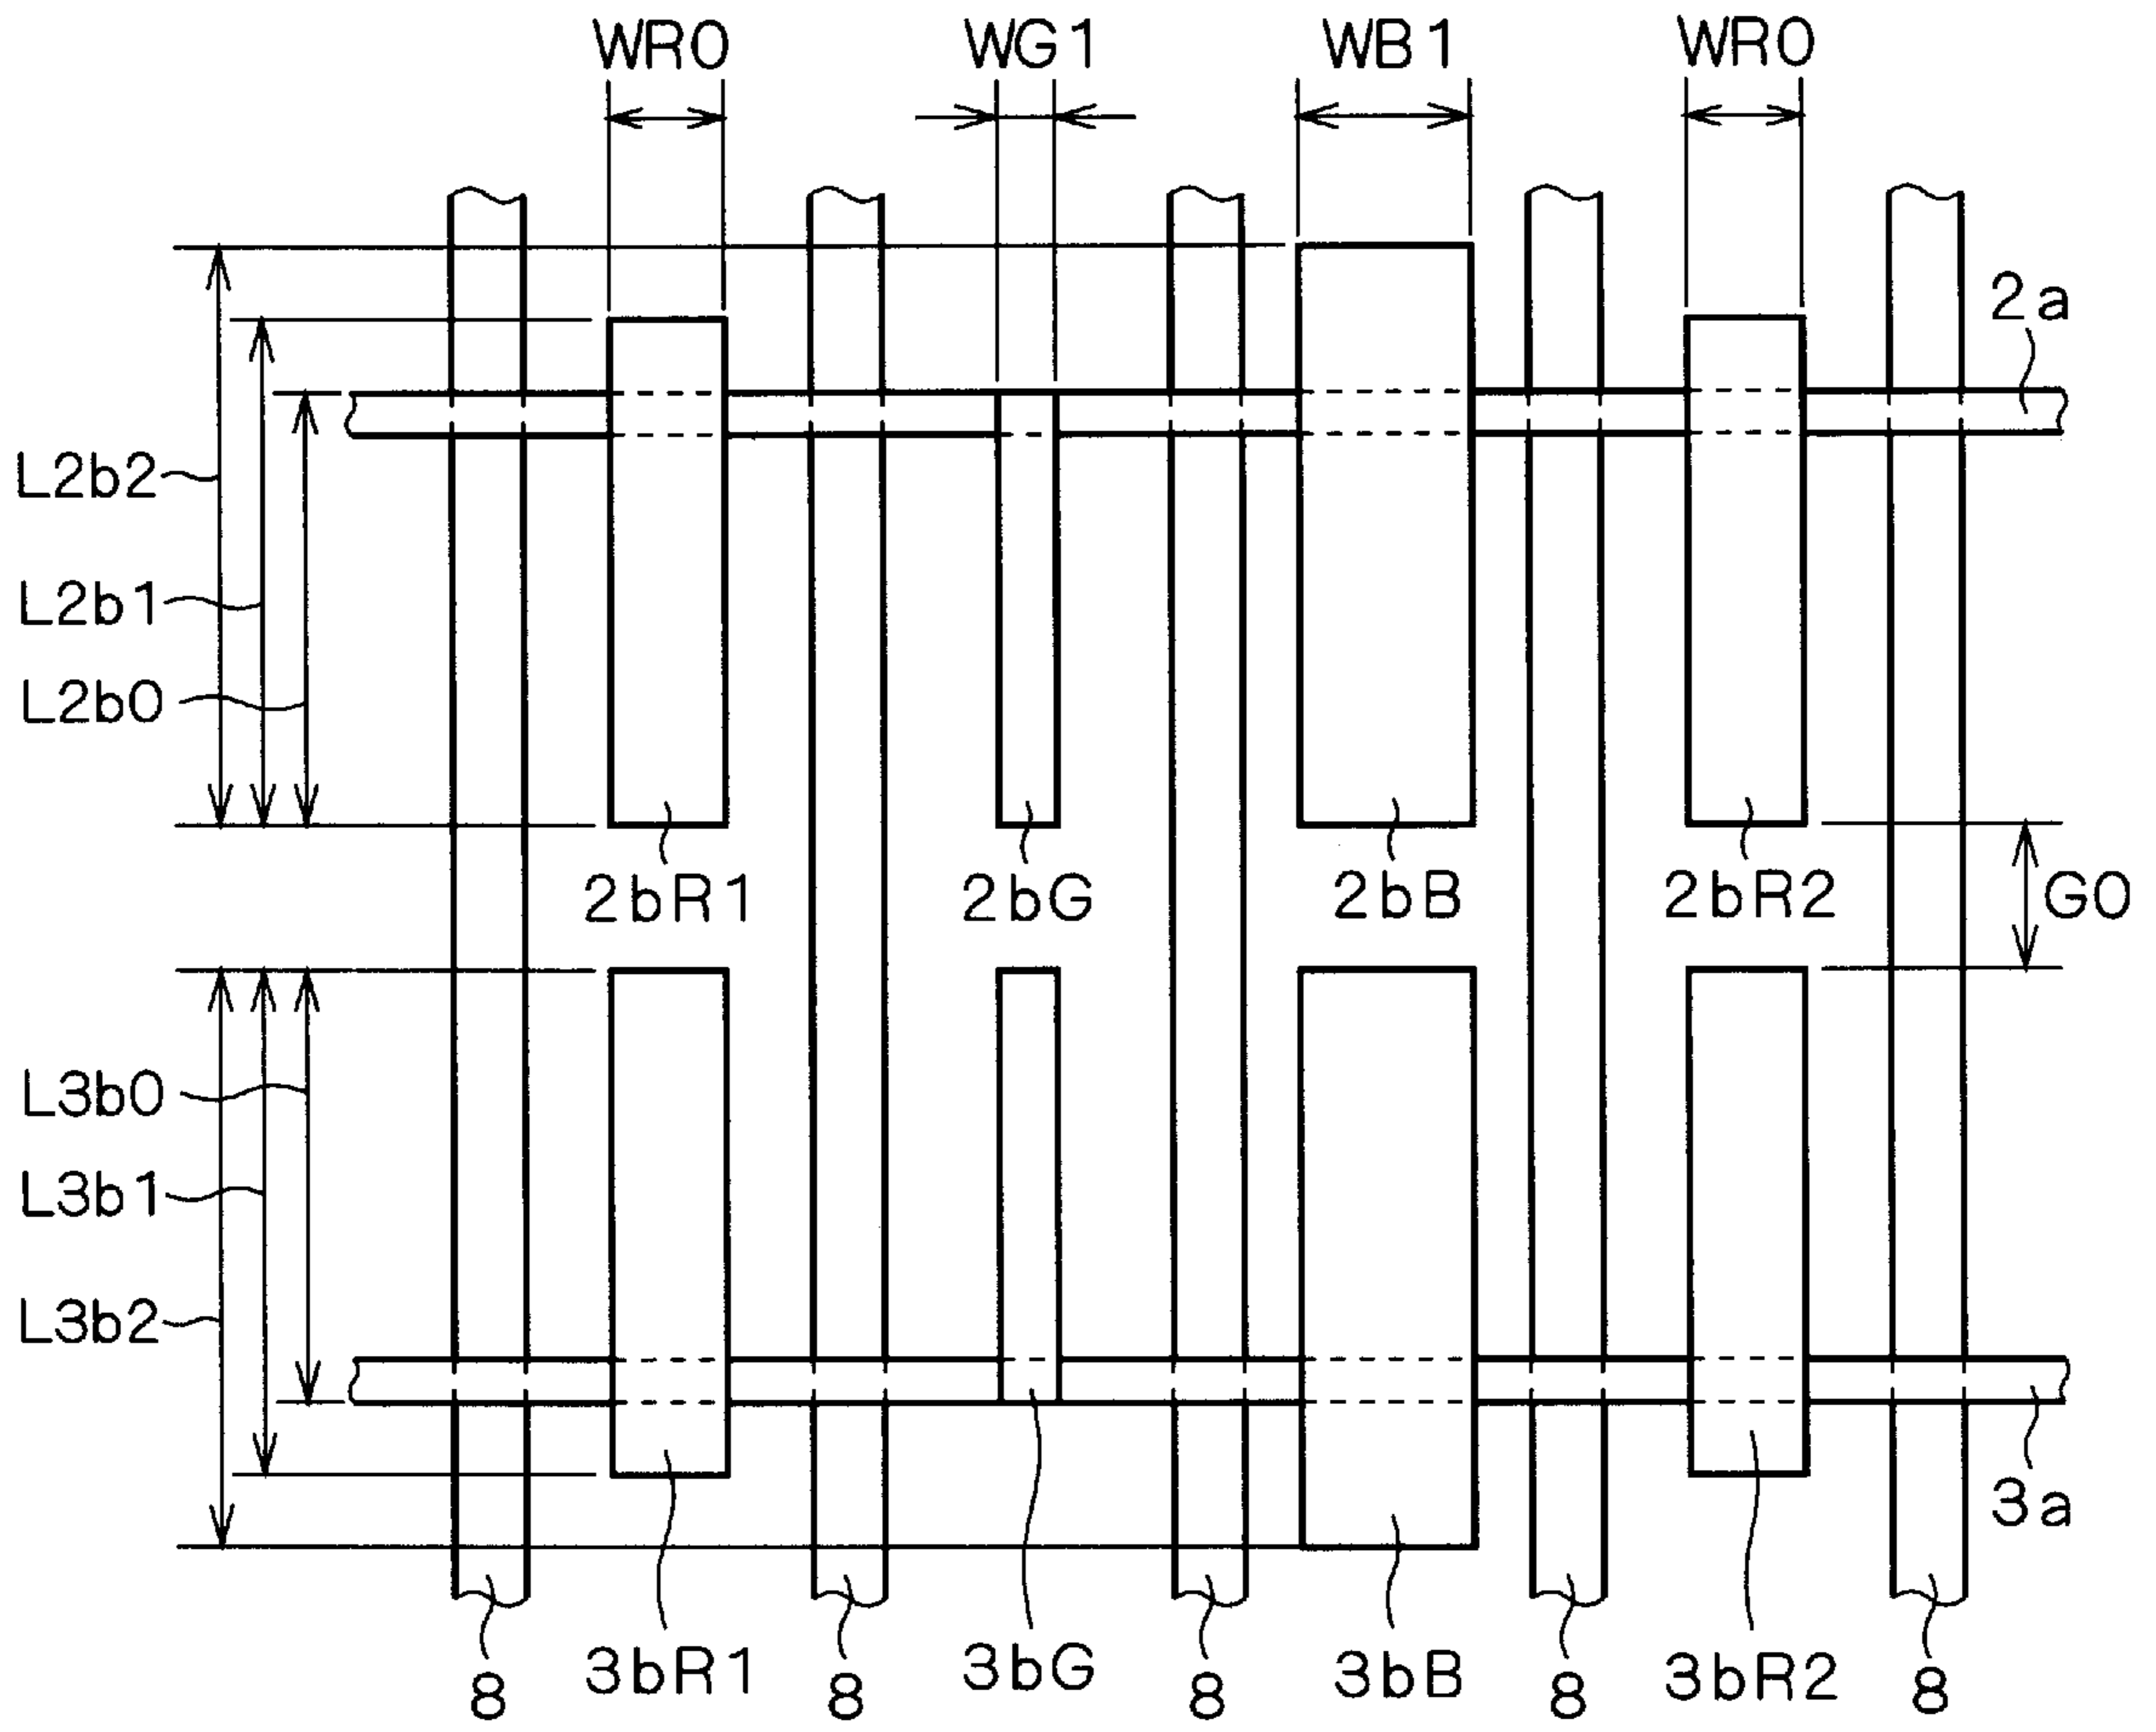 WR0 WG1 WB1 WR0
2a
L2b2
L2b1
L2b0
2bR1 2bG 2bB 2bR2 G0
L3b0
L3b1
L3b2
3a
3bR1 3bG 3bB 3bR2
8 8 8 8 8